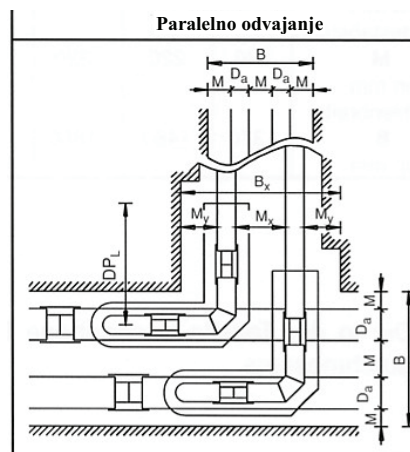 Paralelno odvajanje
B
M Da M Da M
Bx
My Mx My
DPL
M
Da
M
Da
M
B